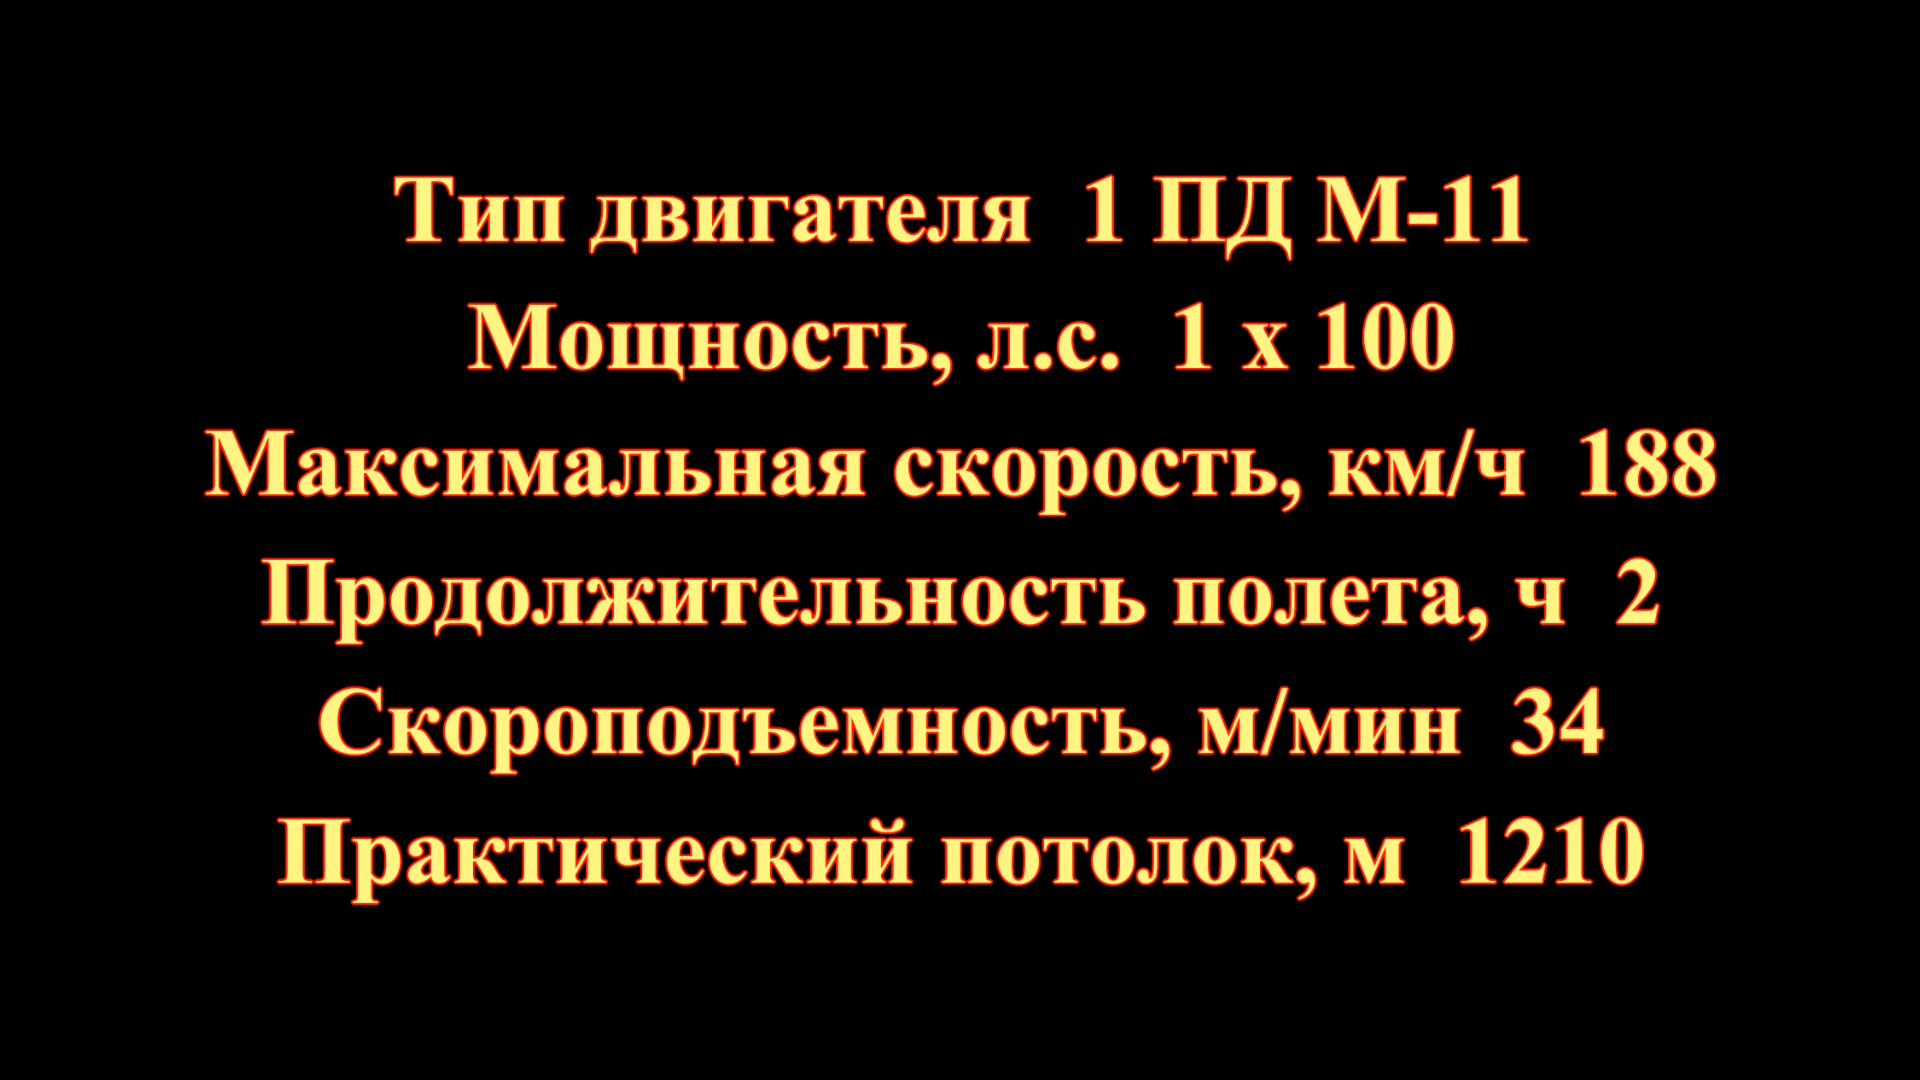 Тип двигателя 1 ПД М-11
Мощность, л.с. 1 х 100
Максимальная скорость, км/ч 188
Продолжительность полета, ч 2
Скороподъемность, м/мин 34
Практический потолок, м 1210